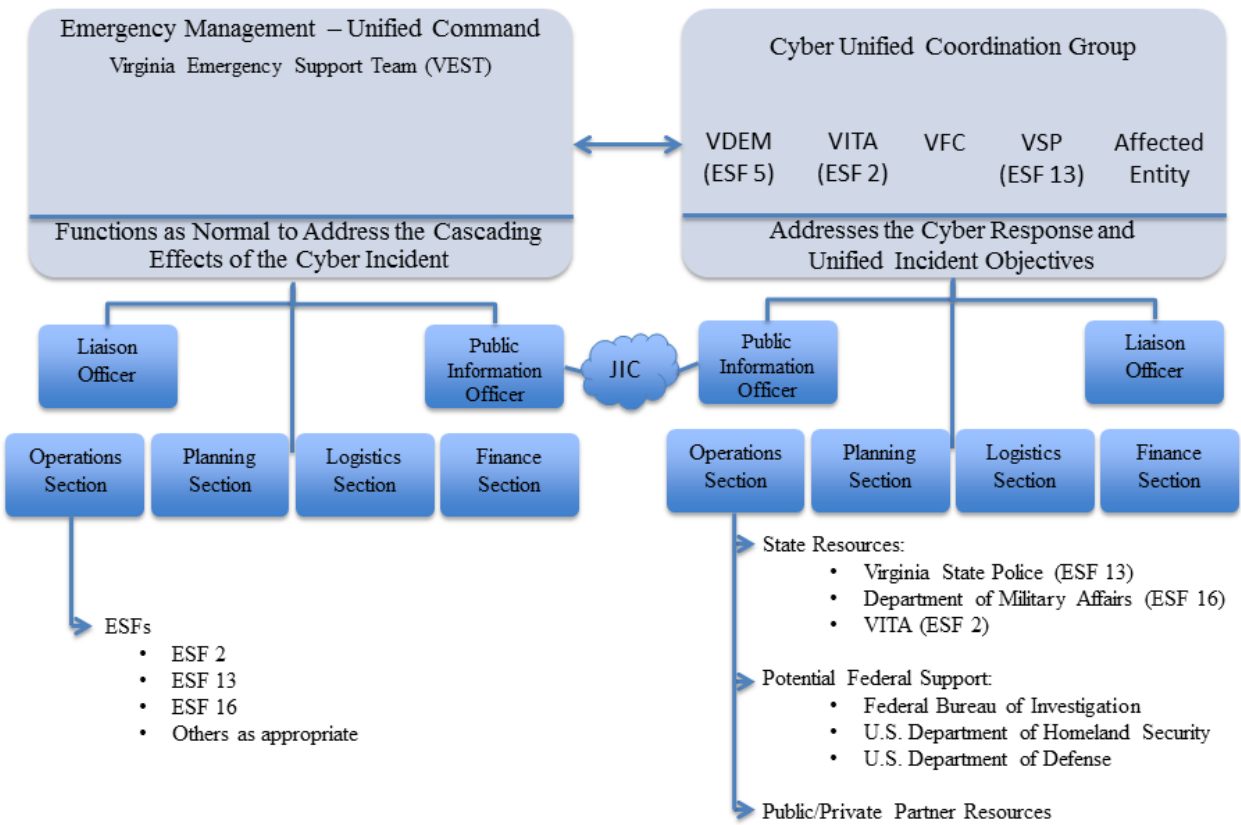 Emergency Management – Unified Command
Virginia Emergency Support Team (VEST)
Functions as Normal to Address the Cascading
Effects of the Cyber Incident
Cyber Unified Coordination Group
VDEM
(ESF 5)
VITA
(ESF 2)
VFC
VSP
(ESF 13)
Affected
Entity
Addresses the Cyber Response and
Unified Incident Objectives
Liaison
Officer
Public
Information
Officer
JIC
Public
Information
Officer
Liaison
Officer
Operations
Section
Planning
Section
Logistics
Section
Finance
Section
ESFs
• ESF 2
• ESF 13
• ESF 16
• Others as appropriate
Operations
Section
Planning
Section
Logistics
Section
Finance
Section
State Resources:
• Virginia State Police (ESF 13)
• Department of Military Affairs (ESF 16)
• VITA (ESF 2)
Potential Federal Support:
• Federal Bureau of Investigation
• U.S. Department of Homeland Security
• U.S. Department of Defense
Public/Private Partner Resources